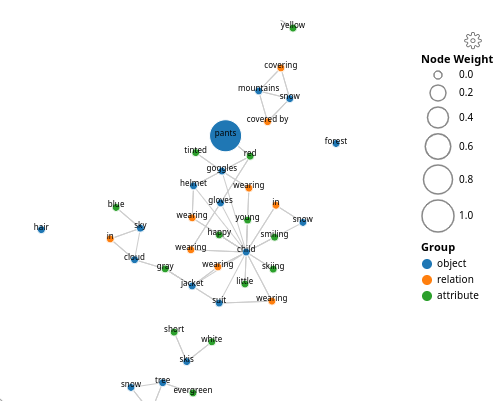 yellow
covering
mountains
snow
covered by
pants
forest
tinted
red
goggles
helmet
wearing
gloves
in
blue
wearing
young
snow
hair
sky
in
happy
smiling
wearing
child
cloud
gray
wearing
skiing
jacket
little
suit
wearing
short
white
skis
snow
tree
evergreen
Node Weight
0.0
0.2
0.4
0.6
0.8
1.0
Group
object
relation
attribute